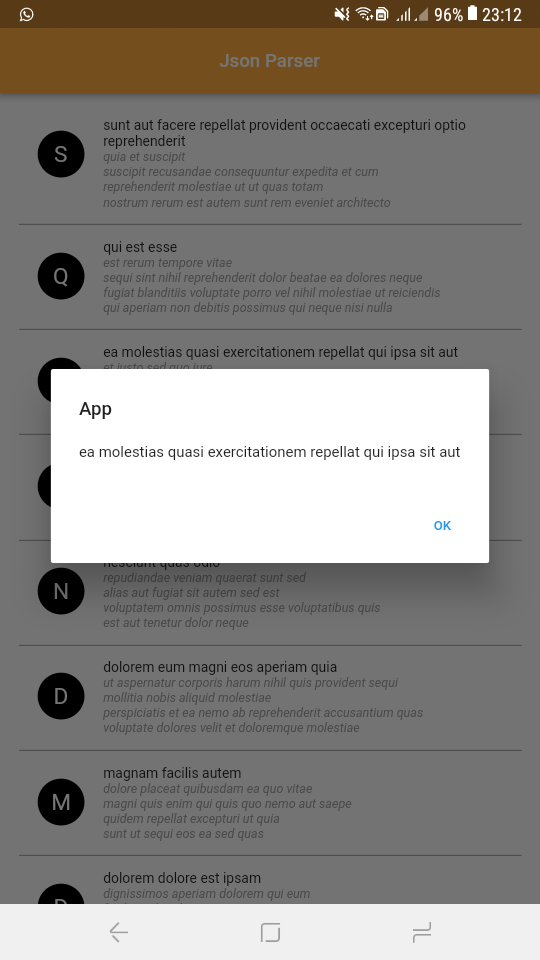 96% 23:12
Json Parser
S
sunt aut facere repellat provident occaecati excepturi optio
reprehenderit
quia et suscipit
suscipit recusandae consequuntur expedita et cum
reprehenderit molestiae ut ut quas totam
nostrum rerum est autem sunt rem eveniet architecto
Q
qui est esse
est rerum tempore vitae
sequi sint nihil reprehenderit dolor beatae ea dolores neque
fugiat blanditiis voluptate porro vel nihil molestiae ut reiciendis
qui aperiam non debitis possimus qui neque nisi nulla
ea molestias quasi exercitationem repellat qui ipsa sit aut
et iusto sed quo iure
App
ea molestias quasi exercitationem repellat qui ipsa sit aut
OK
nesciunt quas odio
N
repudiandae veniam quaerat sunt sed
alias aut fugiat sit autem sed est
voluptatem omnis possimus esse voluptatibus quis
est aut tenetur dolor neque
D
dolorem eum magni eos aperiam quia
ut aspernatur corporis harum nihil quis provident sequi
mollitia nobis aliquid molestiae
perspiciatis et ea nemo ab reprehenderit accusantium quas
voluptate dolores velit et doloremque molestiae
M
magnam facilis autem
dolore placeat quibusdam ea quo vitae
magni quis enim qui quis quo nemo aut saepe
quidem repellat excepturi ut quia
sunt ut sequi eos ea sed quas
D
dolorem dolore est ipsam
dignissimos aperiam dolorem qui eum